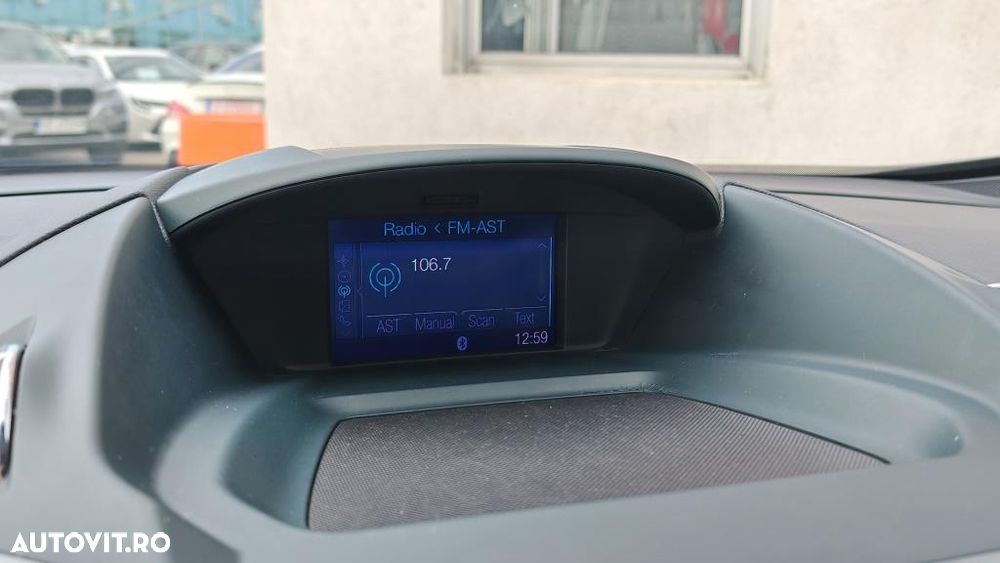 Radio < FM-AST
106.7
AST Manual Scan Text
12:59
AUTOVIT.RO